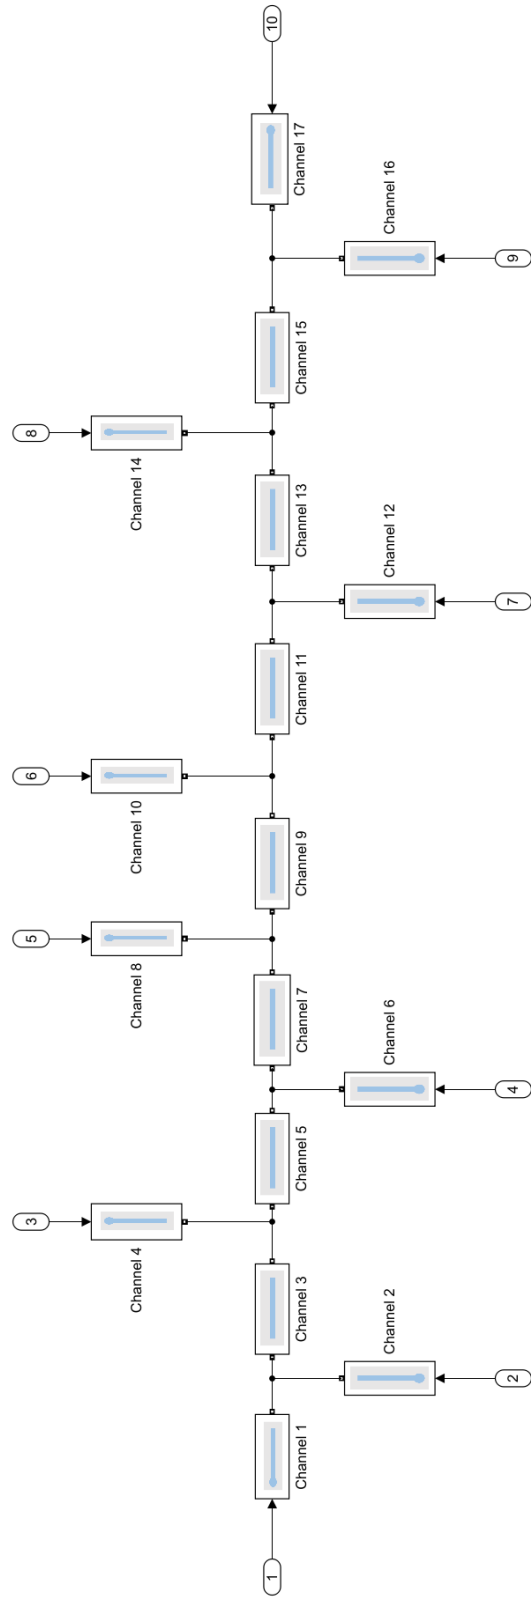 1
Channel 1
2
Channel 2
Channel 3
3
Channel 4
Channel 5
4
Channel 6
Channel 7
5
Channel 8
Channel 9
6
Channel 10
Channel 11
7
Channel 12
Channel 13
8
Channel 14
Channel 15
9
Channel 16
Channel 17
10